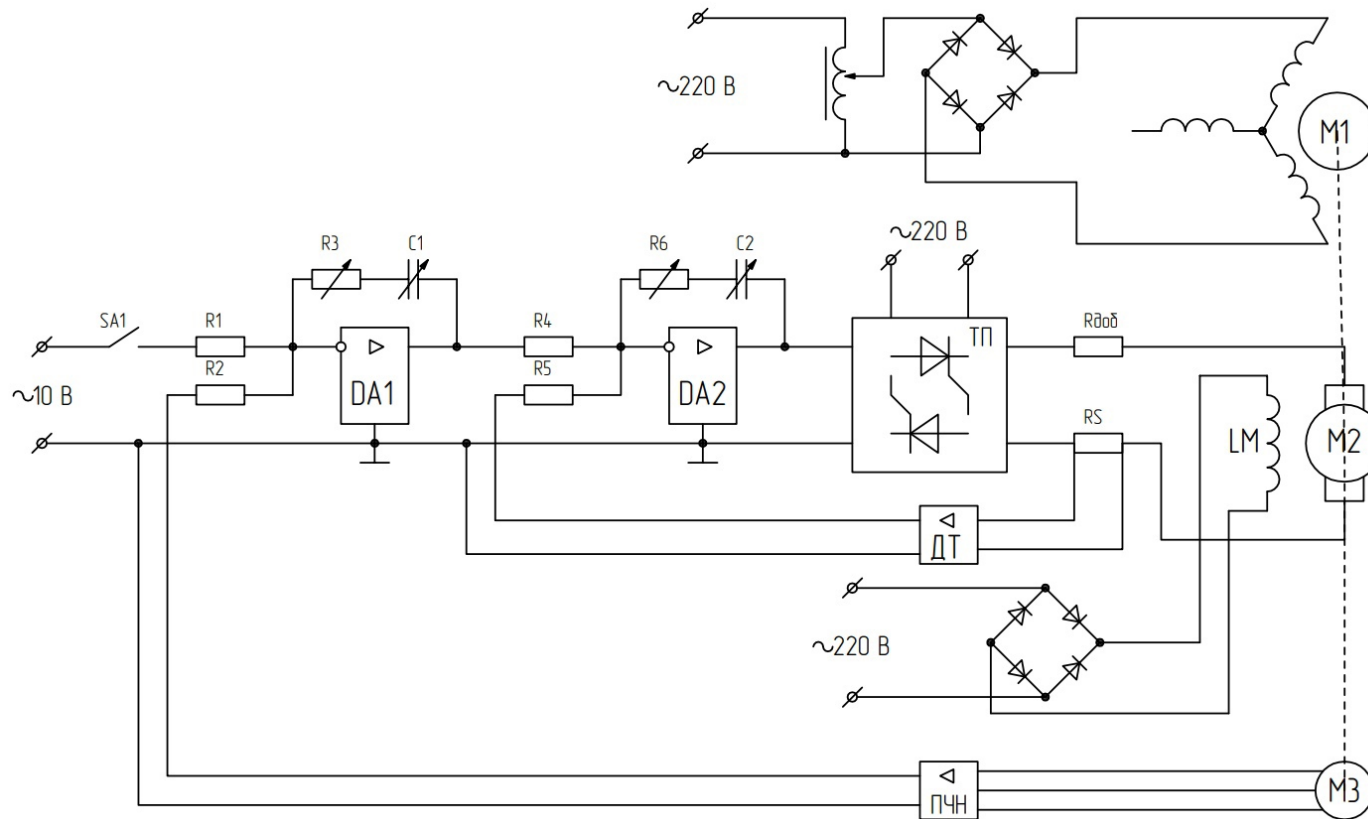 ~220 В
M1
R3
C1
R6
C2
~220 В
SA1
R1
R4
ТП
Rдоб
R2
R5
~10 В
DA1
DA2
RS
LM
M2
ДТ
~220 В
ПЧН
M3